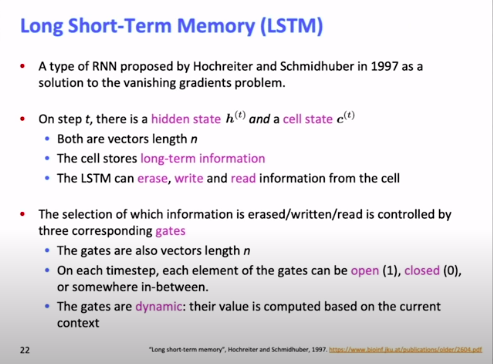 Long Short-Term Memory (LSTM)
• A type of RNN proposed by Hochreiter and Schmidhuber in 1997 as a
solution to the vanishing gradients problem.
• On step t, there is a hidden state h⁽ᵗ⁾ and a cell state c⁽ᵗ⁾
• Both are vectors length n
• The cell stores long-term information
• The LSTM can erase, write and read information from the cell
• The selection of which information is erased/written/read is controlled by
three corresponding gates
• The gates are also vectors length n
• On each timestep, each element of the gates can be open (1), closed (0),
or somewhere in-between.
• The gates are dynamic: their value is computed based on the current
context
22
"Long short-term memory", Hochreiter and Schmidhuber, 1997. https://www.bioinf.jku.at/publications/older/2604.pdf